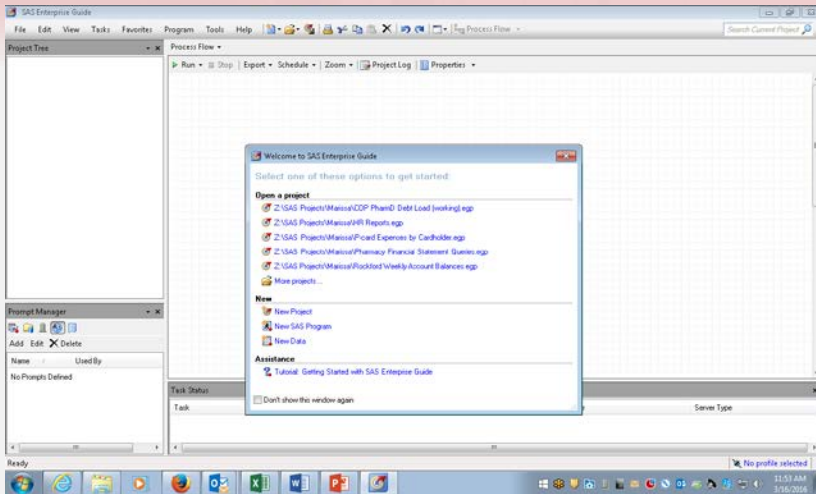 SAS Enterprise Guide
File Edit View Tasks Favorites Program Tools Help Process Flow
Search Current Project
Project Tree
Process Flow
Run Stop Export Schedule Zoom Project Log Properties
Welcome to SAS Enterprise Guide
Select one of these options to get started:
Open a project
Z:\SAS Projects\Marissa\COP PharmD Debt Load (working).egp
Z:\SAS Projects\Marissa\HR Reports.egp
Z:\SAS Projects\Marissa\P-card Expenses by Cardholder.egp
Z:\SAS Projects\Marissa\Pharmacy Financial Statement Queries.egp
Z:\SAS Projects\Marissa\Rockford Weekly Account Balances.egp
More projects...
New
New Project
New SAS Program
New Data
Assistance
Tutorial: Getting Started with SAS Enterprise Guide
Don't show this window again
Prompt Manager
Add Edit Delete
Name Used By
No Prompts Defined
Task Status
Task Server Type
Ready
No profile selected
11:53 AM
3/16/2016